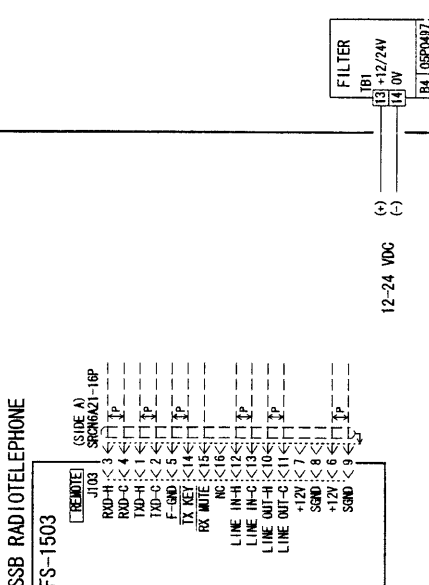 SSB RADIOTELEPHONE
FS-1503
REMOTE
(SIDE A)
J103 SRCN6A21-16P
RXD-H 3
RXD-C 4 P
TXD-H 1
TXD-C 2 P
F-GND 5
TX KEY 14 P
RX MUTE 15
NC 16
LINE IN-H 12
LINE IN-C 13 P
LINE OUT-H 10
LINE OUT-C 11 P
+12V 7
SGND 8
+12V 6
SGND 9 P
12-24 VDC
(+)
(-)
FILTER
TB1
13 +12/24V
14 0V
B4 05P0497